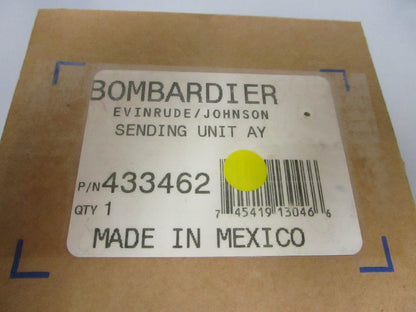 BOMBARDIER
EVINRUDE/JOHNSON
SENDING UNIT AY
P/N 433462
QTY 1
7 45419 13046 6
MADE IN MEXICO